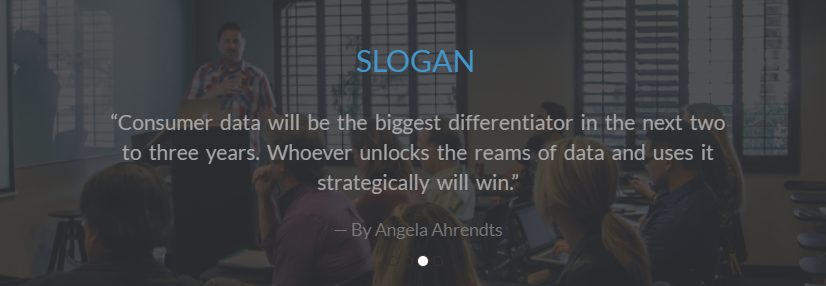 SLOGAN
“Consumer data will be the biggest differentiator in the next two
to three years. Whoever unlocks the reams of data and uses it
strategically will win.”
— By Angela Ahrendts